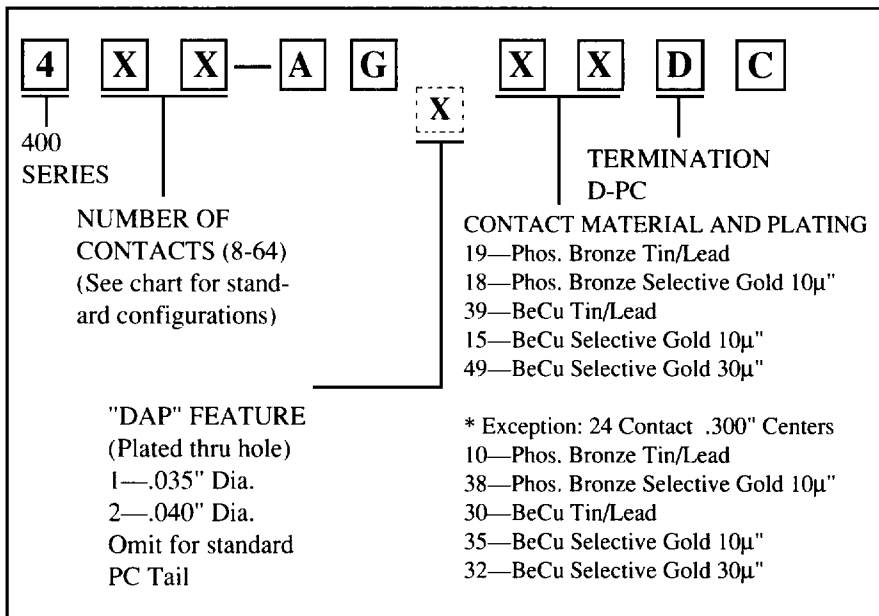 4 X X — A G X X X D C
400
SERIES
TERMINATION
D-PC
NUMBER OF
CONTACTS (8-64)
(See chart for stand-
ard configurations)
CONTACT MATERIAL AND PLATING
19—Phos. Bronze Tin/Lead
18—Phos. Bronze Selective Gold 10µ"
39—BeCu Tin/Lead
15—BeCu Selective Gold 10µ"
49—BeCu Selective Gold 30µ"
"DAP" FEATURE
(Plated thru hole)
1—.035" Dia.
2—.040" Dia.
Omit for standard
PC Tail
* Exception: 24 Contact .300" Centers
10—Phos. Bronze Tin/Lead
38—Phos. Bronze Selective Gold 10µ"
30—BeCu Tin/Lead
35—BeCu Selective Gold 10µ"
32—BeCu Selective Gold 30µ"